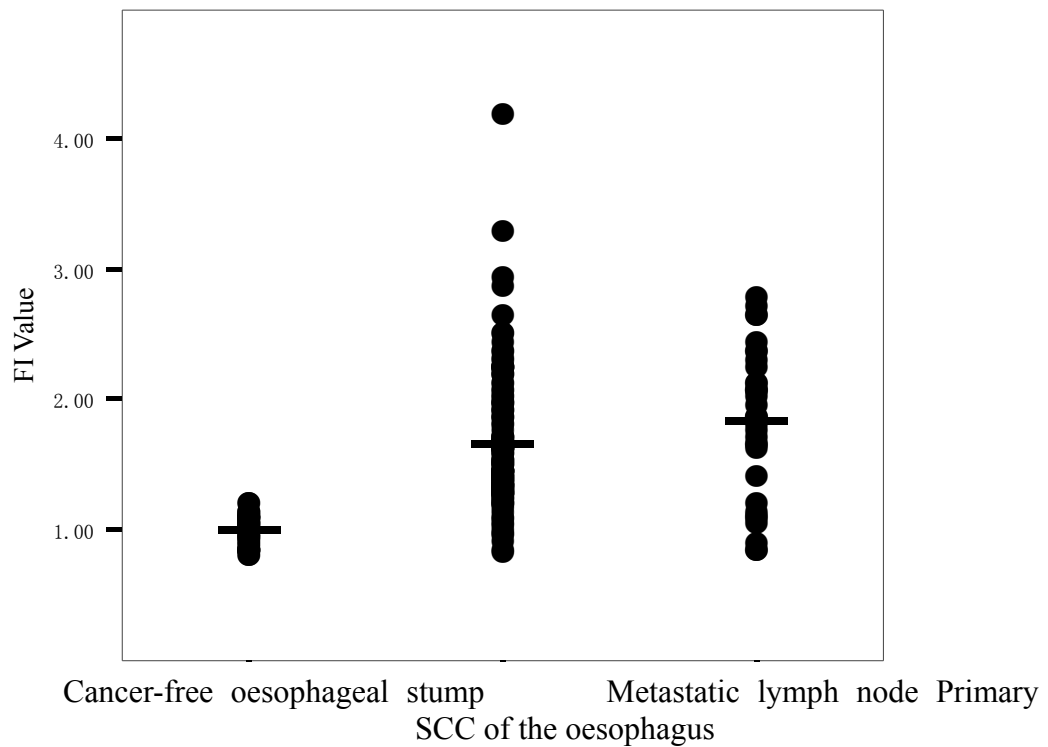 4.00
3.00
2.00
1.00
FI Value
Cancer-free oesophageal stump Metastatic lymph node Primary
SCC of the oesophagus